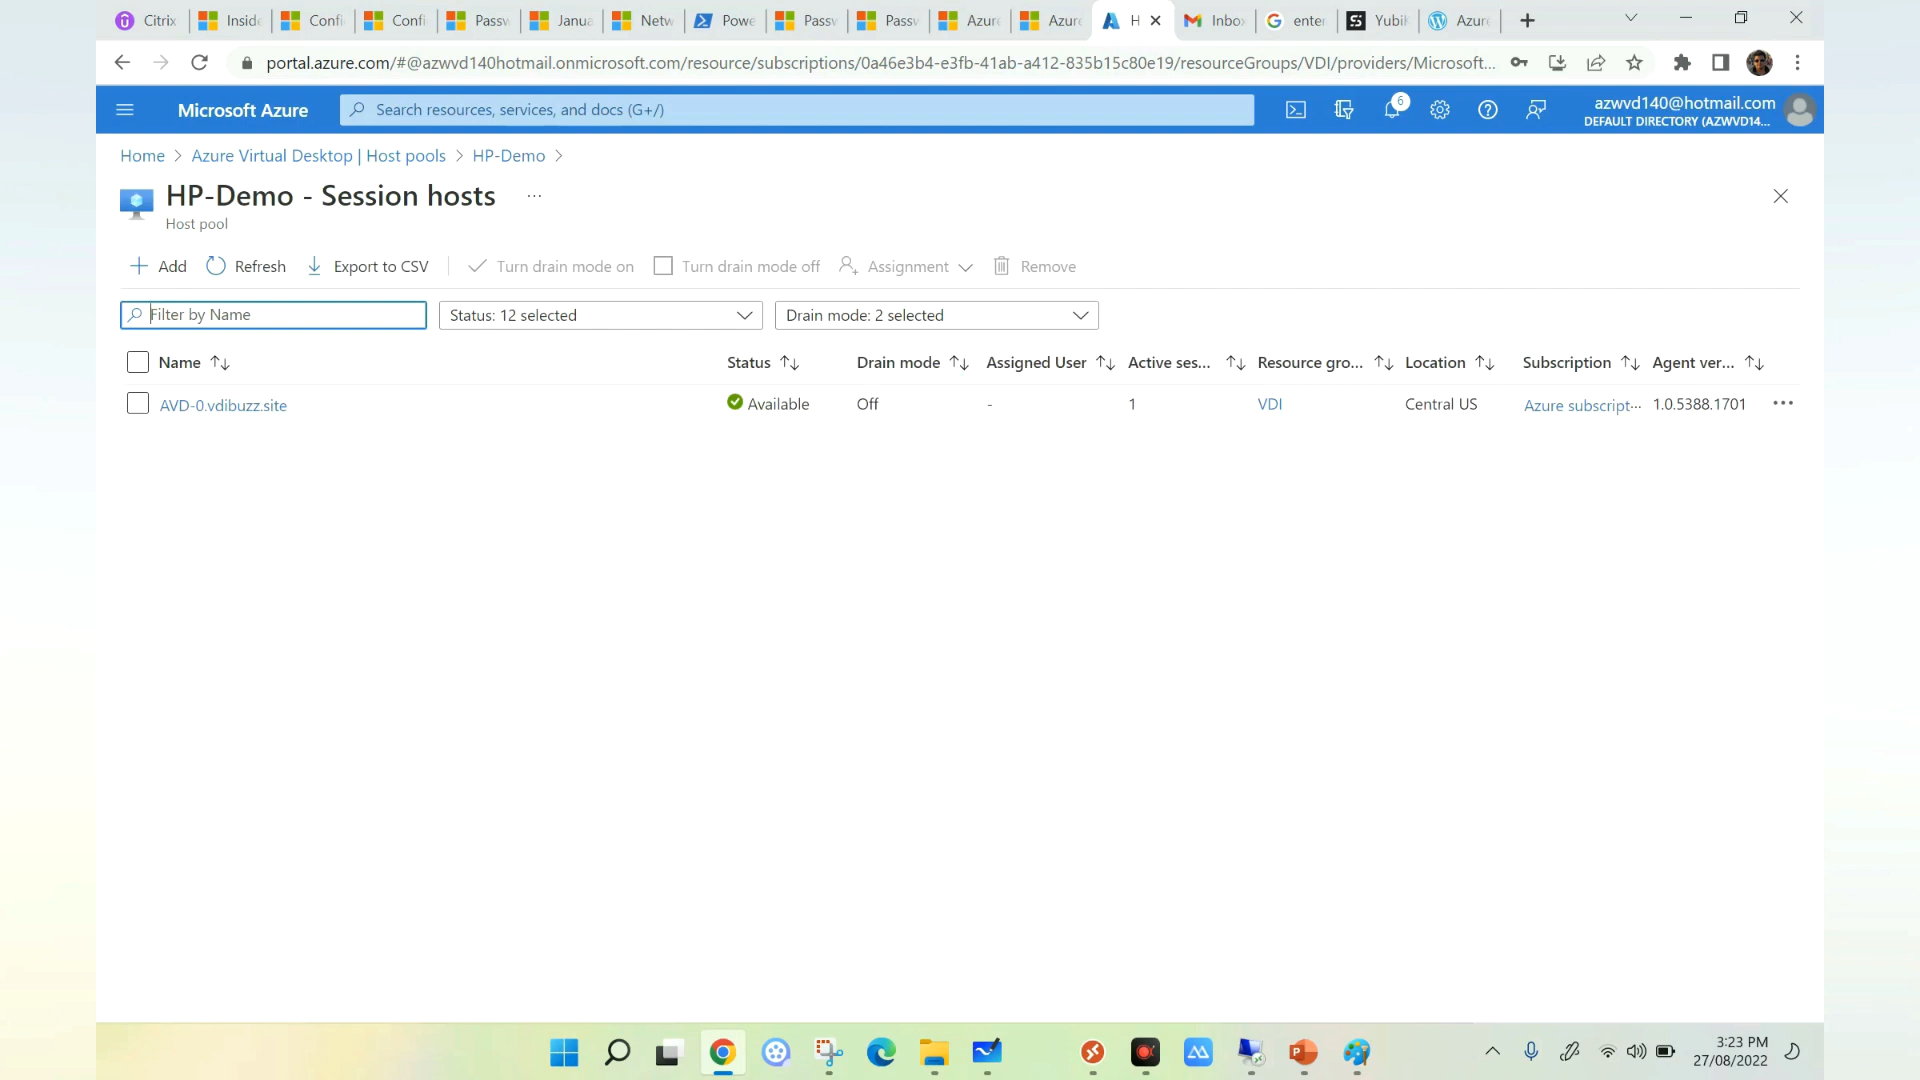 Citrix
Inside
Confi
Confi
Passw
Janua
Netw
Powe
Passw
Passw
Azure
Azure
H
Inbox
enter
YubiK
Azure
portal.azure.com/#@azwvd140hotmail.onmicrosoft.com/resource/subscriptions/0a46e3b4-e3fb-41ab-a412-835b15c80e19/resourceGroups/VDI/providers/Microsoft...
Microsoft Azure
Search resources, services, and docs (G+/)
6
azwvd140@hotmail.com
DEFAULT DIRECTORY (AZWVD14...
Home > Azure Virtual Desktop | Host pools > HP-Demo >
HP-Demo - Session hosts ...
Host pool
Add Refresh Export to CSV Turn drain mode on Turn drain mode off Assignment Remove
Filter by Name Status: 12 selected Drain mode: 2 selected
Name Status Drain mode Assigned User Active ses... Resource gro... Location Subscription Agent ver...
AVD-0.vdibuzz.site Available Off - 1 VDI Central US Azure subscript... 1.0.5388.1701 ...
3:23 PM
27/08/2022